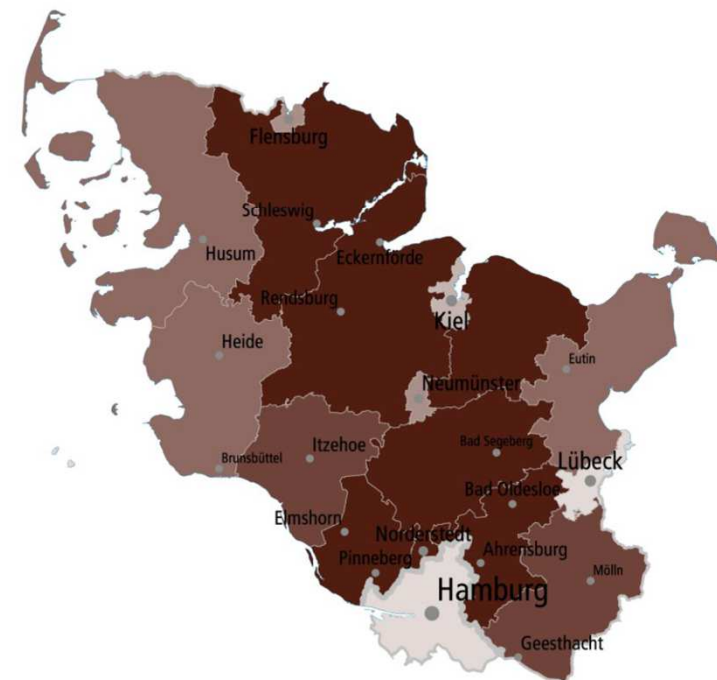 Flensburg
Schleswig
Husum
Eckernförde
Rendsburg
Kiel
Heide
Eutin
Neumünster
Itzehoe
Bad Segeberg
Brunsbüttel
Lübeck
Bad Oldesloe
Elmshorn
Norderstedt
Pinneberg
Ahrensburg
Mölln
Hamburg
Geesthacht